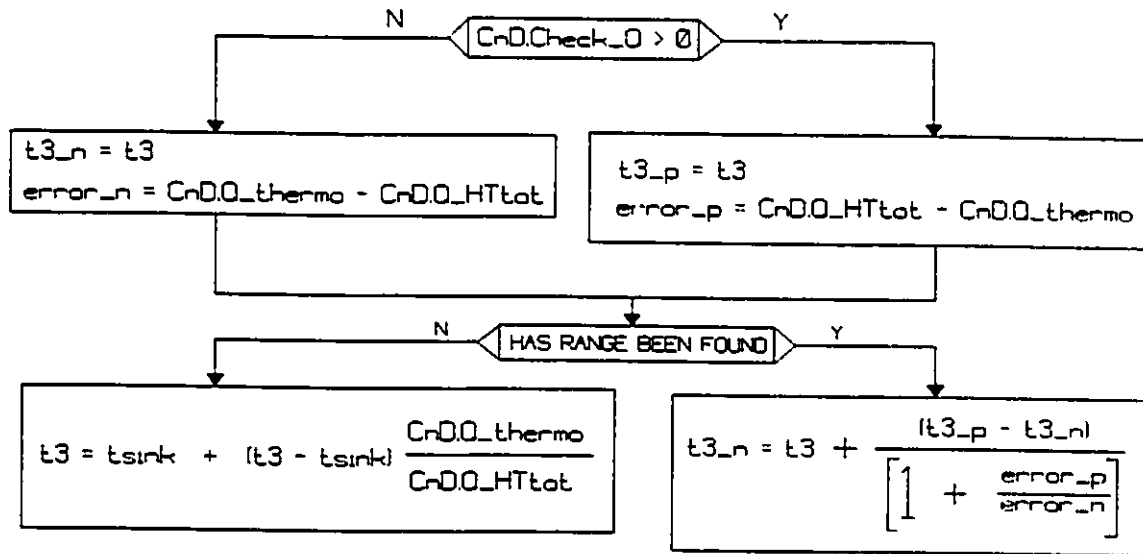 N
CnD.Check_Q > 0
Y
t3_n = t3
error_n = CnD.Q_thermo - CnD.Q_HTtot
t3_p = t3
error_p = CnD.Q_HTtot - CnD.Q_thermo
N
HAS RANGE BEEN FOUND
Y
t3 = tsink + (t3 - tsink) CnD.Q_thermo
CnD.Q_HTtot
t3_n = t3 + (t3_p - t3_n)
[1 + error_p
error_n]